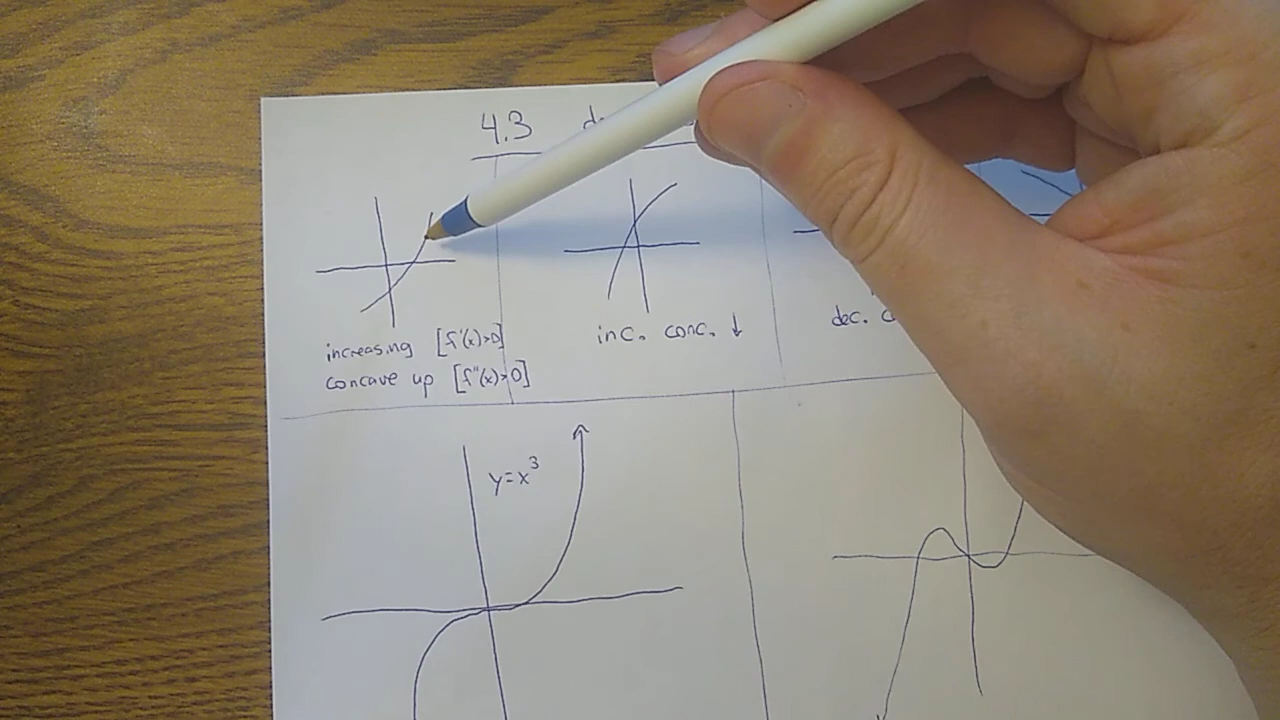 4.3
increasing [f'(x)>0]
concave up [f"(x)>0]
inc. conc. ↓
dec.
y=x³